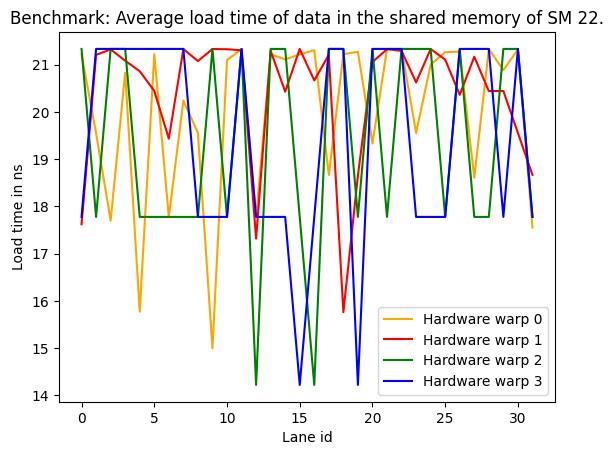 Benchmark: Average load time of data in the shared memory of SM 22.
Load time in ns
21
20
19
18
17
16
15
14
0
5
10
15
20
25
30
Lane id
Hardware warp 0
Hardware warp 1
Hardware warp 2
Hardware warp 3